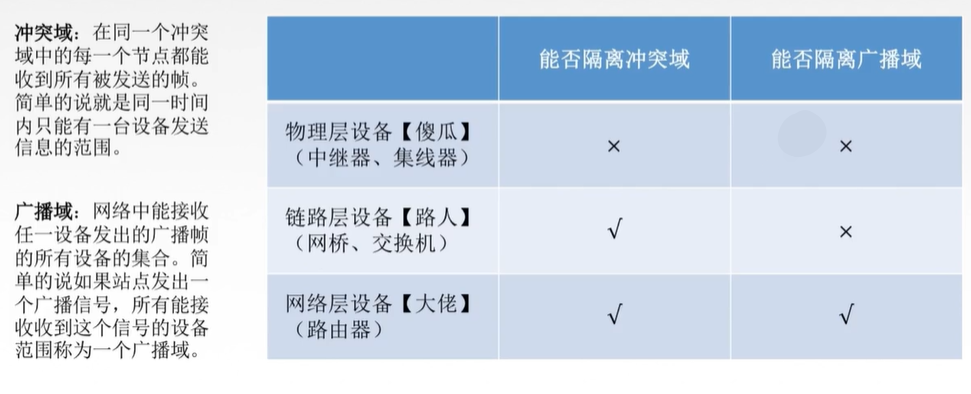 冲突域：在同一个冲突
域中的每一个节点都能
收到所有被发送的帧。
简单的说就是同一时间
内只能有一台设备发送
信息的范围。
广播域：网络中能接收
任一设备发出的广播帧
的所有设备的集合。简
单的说如果站点发出一
个广播信号，所有能接
收收到这个信号的设备
范围称为一个广播域。
能否隔离冲突域 能否隔离广播域
物理层设备【傻瓜】
（中继器、集线器）
× ×
链路层设备【路人】
（网桥、交换机）
√ ×
网络层设备【大佬】
（路由器）
√ √